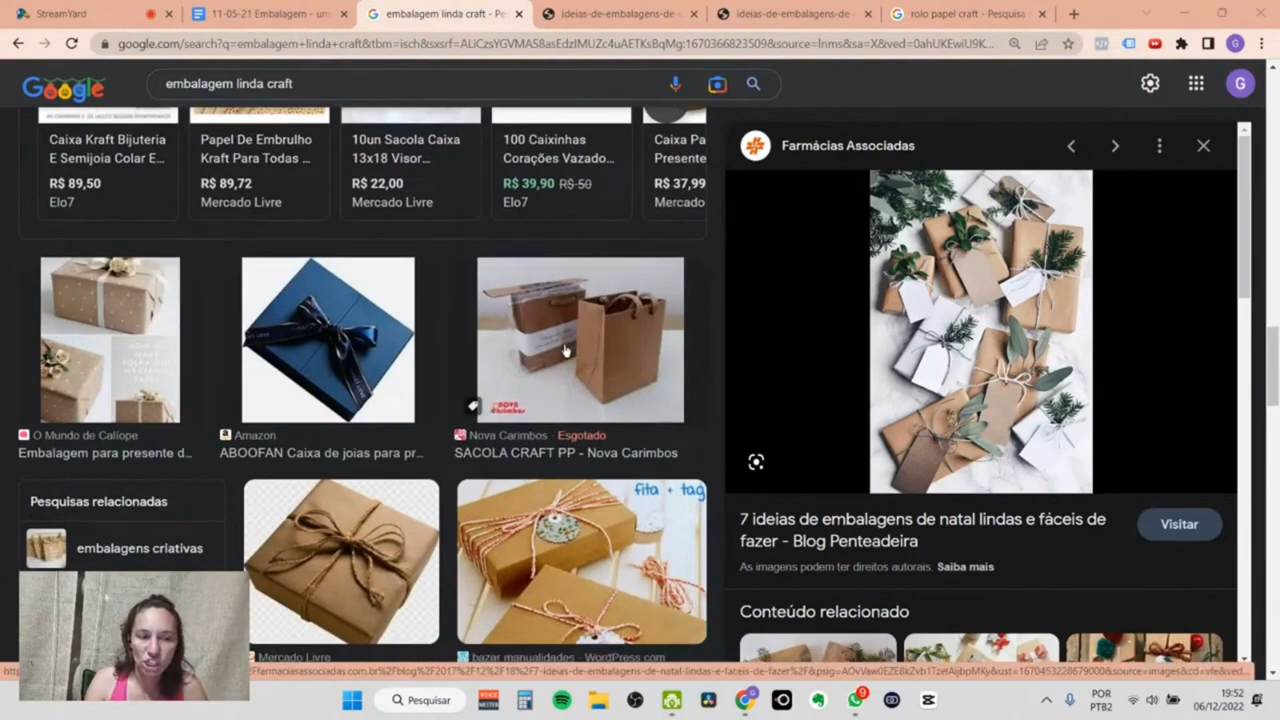 StreamYard
11-05-21 Embalagem - um
embalagem linda craft - Pe
ideias-de-embalagens-de-
ideias-de-embalagens-de-
rolo papel craft - Pesquisa
Google
embalagem linda craft
G
Caixa Kraft Bijuteria
E Semijoia Colar E...
R$ 89,50
Elo7
Papel De Embrulho
Kraft Para Todas ...
R$ 89,72
Mercado Livre
10un Sacola Caixa
13x18 Visor...
R$ 22,00
Mercado Livre
100 Caixinhas
Corações Vazado...
R$ 39,90 R$ 50
Elo7
Caixa Pa
Presente
R$ 37,99
Mercado
Farmácias Associadas
O Mundo de Calíope
Embalagem para presente d...
Amazon
ABOOFAN Caixa de joias para pr...
Nova Carimbos · Esgotado
SACOLA CRAFT PP - Nova Carimbos
7 ideias de embalagens de natal lindas e fáceis de
fazer - Blog Penteadeira
Visitar
As imagens podem ter direitos autorais. Saiba mais
Pesquisas relacionadas
embalagens criativas
fita + tag
Conteúdo relacionado
Mercado Livre
bazar manualidades - WordPress.com
Pesquisar
9
POR
PTB2
19:52
06/12/2022